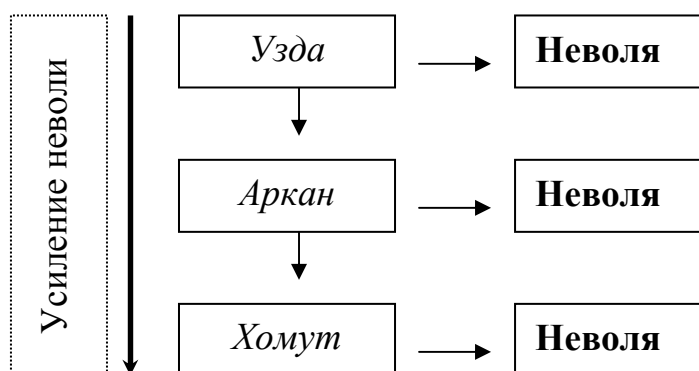 Усиление неволи
Узда
Неволя
Аркан
Неволя
Хомут
Неволя